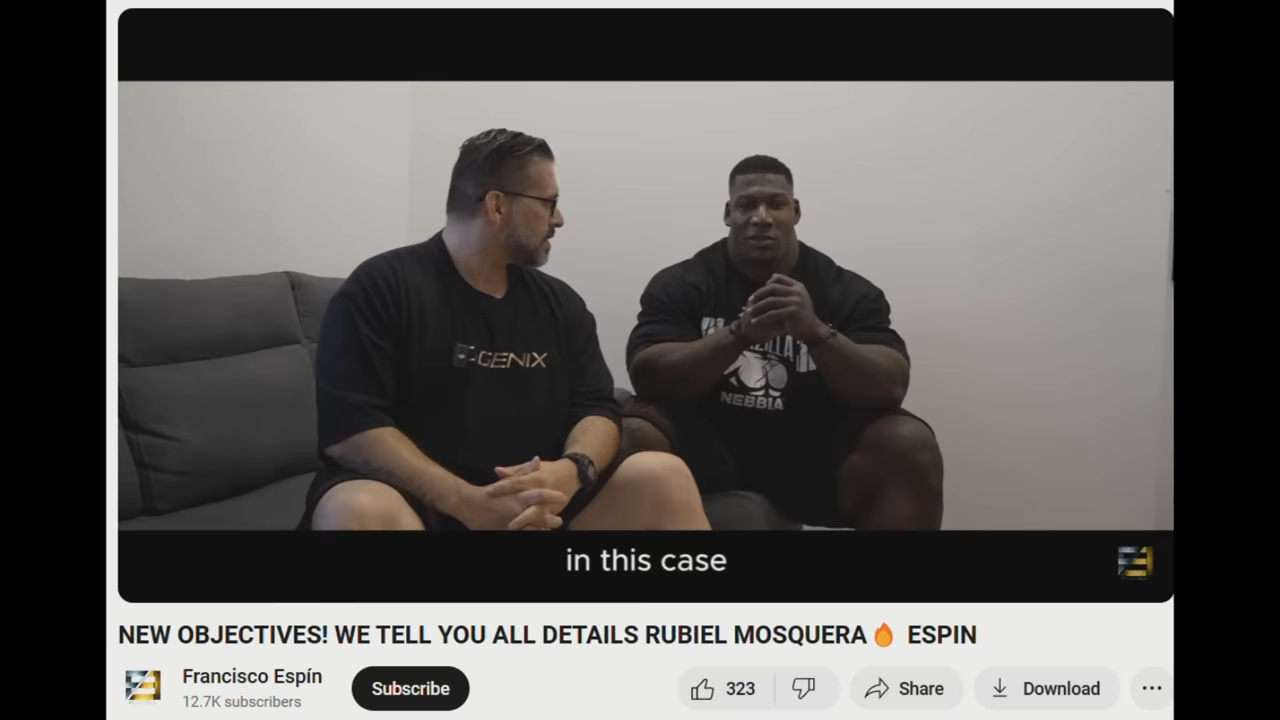 GENIX
NEBBIA
in this case
NEW OBJECTIVES! WE TELL YOU ALL DETAILS RUBIEL MOSQUERA🔥 ESPIN
Francisco Espín
12.7K subscribers
Subscribe
323
Share
Download